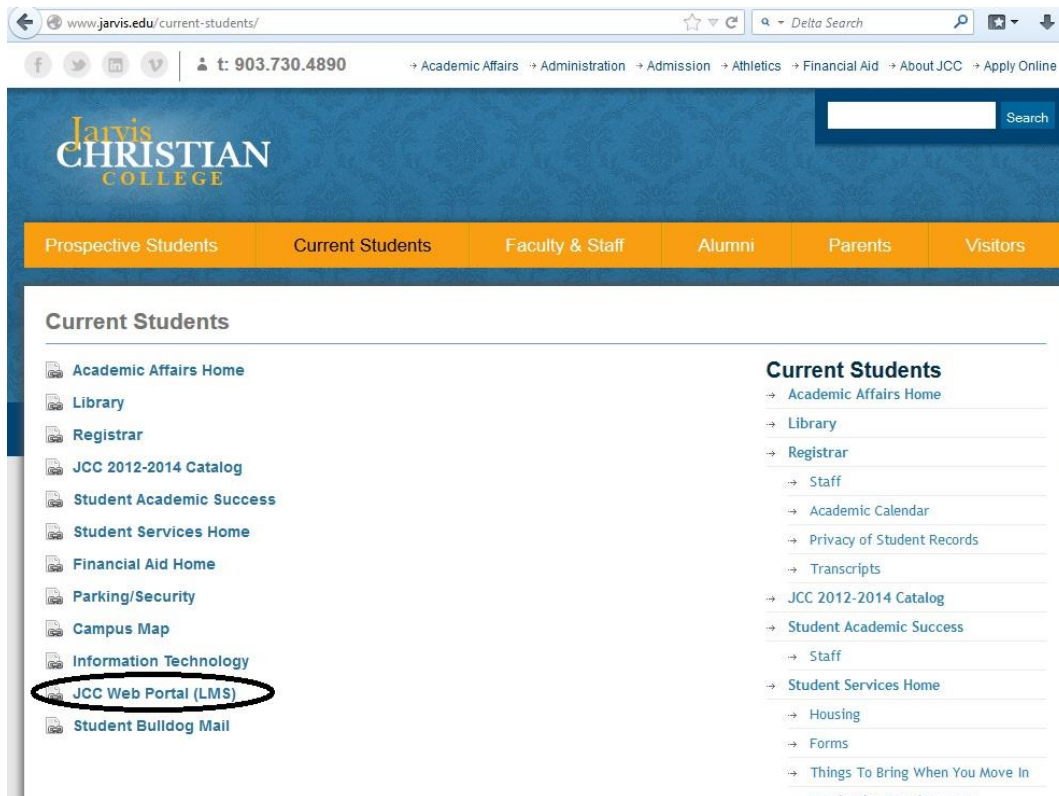 www.jarvis.edu/current-students/
Delta Search
f in v t: 903.730.4890 → Academic Affairs → Administration → Admission → Athletics → Financial Aid → About JCC → Apply Online
Search
Jarvis
CHRISTIAN
COLLEGE
Prospective Students Current Students Faculty & Staff Alumni Parents Visitors
Current Students
Academic Affairs Home
Library
Registrar
JCC 2012-2014 Catalog
Student Academic Success
Student Services Home
Financial Aid Home
Parking/Security
Campus Map
Information Technology
JCC Web Portal (LMS)
Student Bulldog Mail
Current Students
→ Academic Affairs Home
→ Library
→ Registrar
→ Staff
→ Academic Calendar
→ Privacy of Student Records
→ Transcripts
→ JCC 2012-2014 Catalog
→ Student Academic Success
→ Staff
→ Student Services Home
→ Housing
→ Forms
→ Things To Bring When You Move In